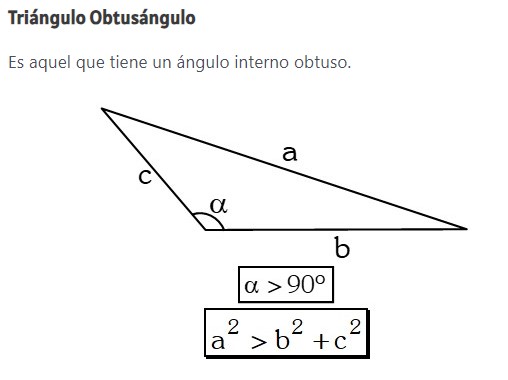 Triángulo Obtusángulo
Es aquel que tiene un ángulo interno obtuso.
a
c
α
b
α > 90º
a² > b² + c²